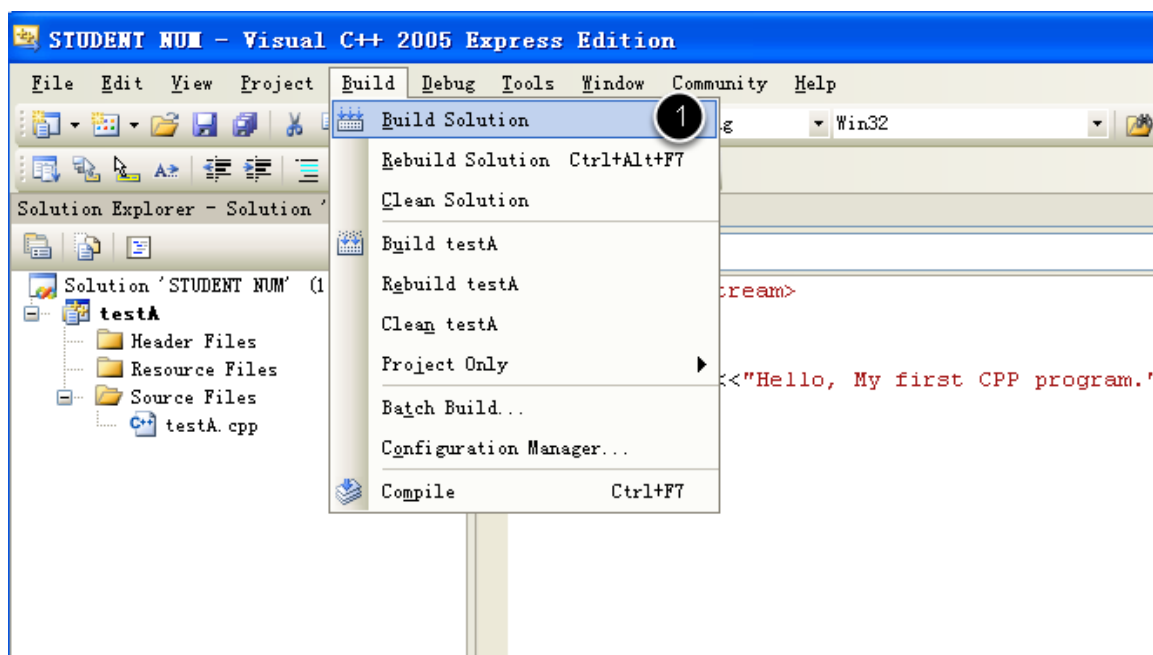 STUDENT NUM - Visual C++ 2005 Express Edition
File Edit View Project Build Debug Tools Window Community Help
Build Solution 1 Win32
Rebuild Solution Ctrl+Alt+F7
Clean Solution
Solution Explorer - Solution '
Build testA
Solution 'STUDENT NUM' (1
Rebuild testA
tream>
testA
Clean testA
Header Files
Project Only
Resource Files
<<"Hello, My first CPP program."
Source Files
Batch Build...
testA.cpp
Configuration Manager...
Compile Ctrl+F7